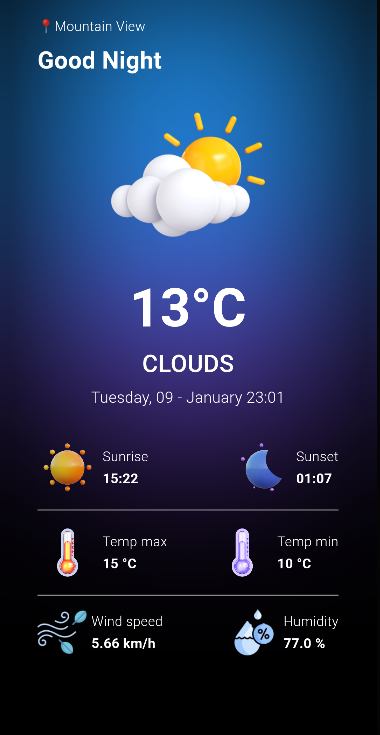 Mountain View
Good Night
13°C
CLOUDS
Tuesday, 09 - January 23:01
Sunrise
15:22
Sunset
01:07
Temp max
15 °C
Temp min
10 °C
Wind speed
5.66 km/h
%
Humidity
77.0 %